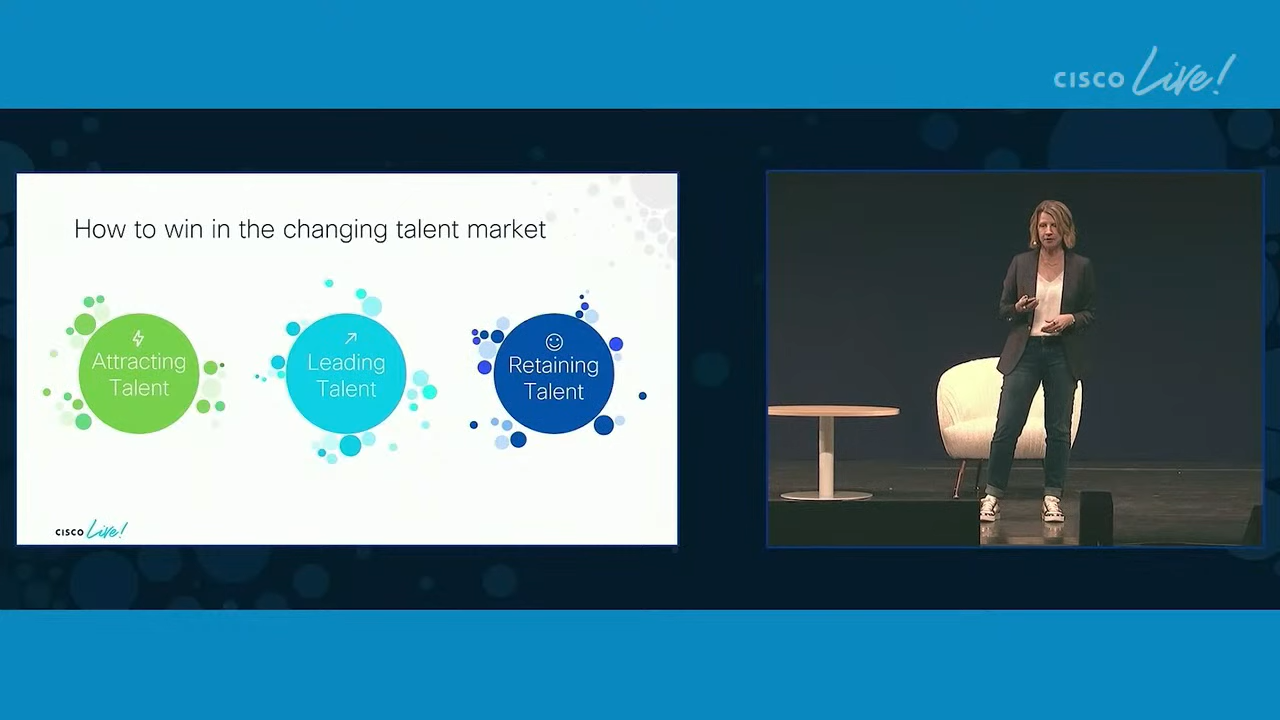 CISCO Live!
How to win in the changing talent market
Attracting
Talent
Leading
Talent
Retaining
Talent
CISCO Live!